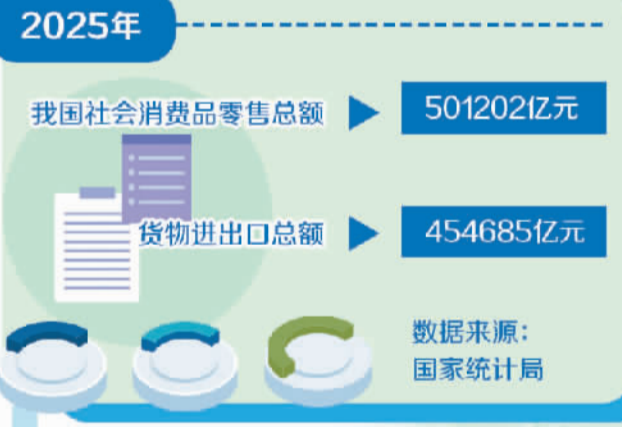 2025年
我国社会消费品零售总额
501202亿元
货物进出口总额
454685亿元
数据来源：
国家统计局